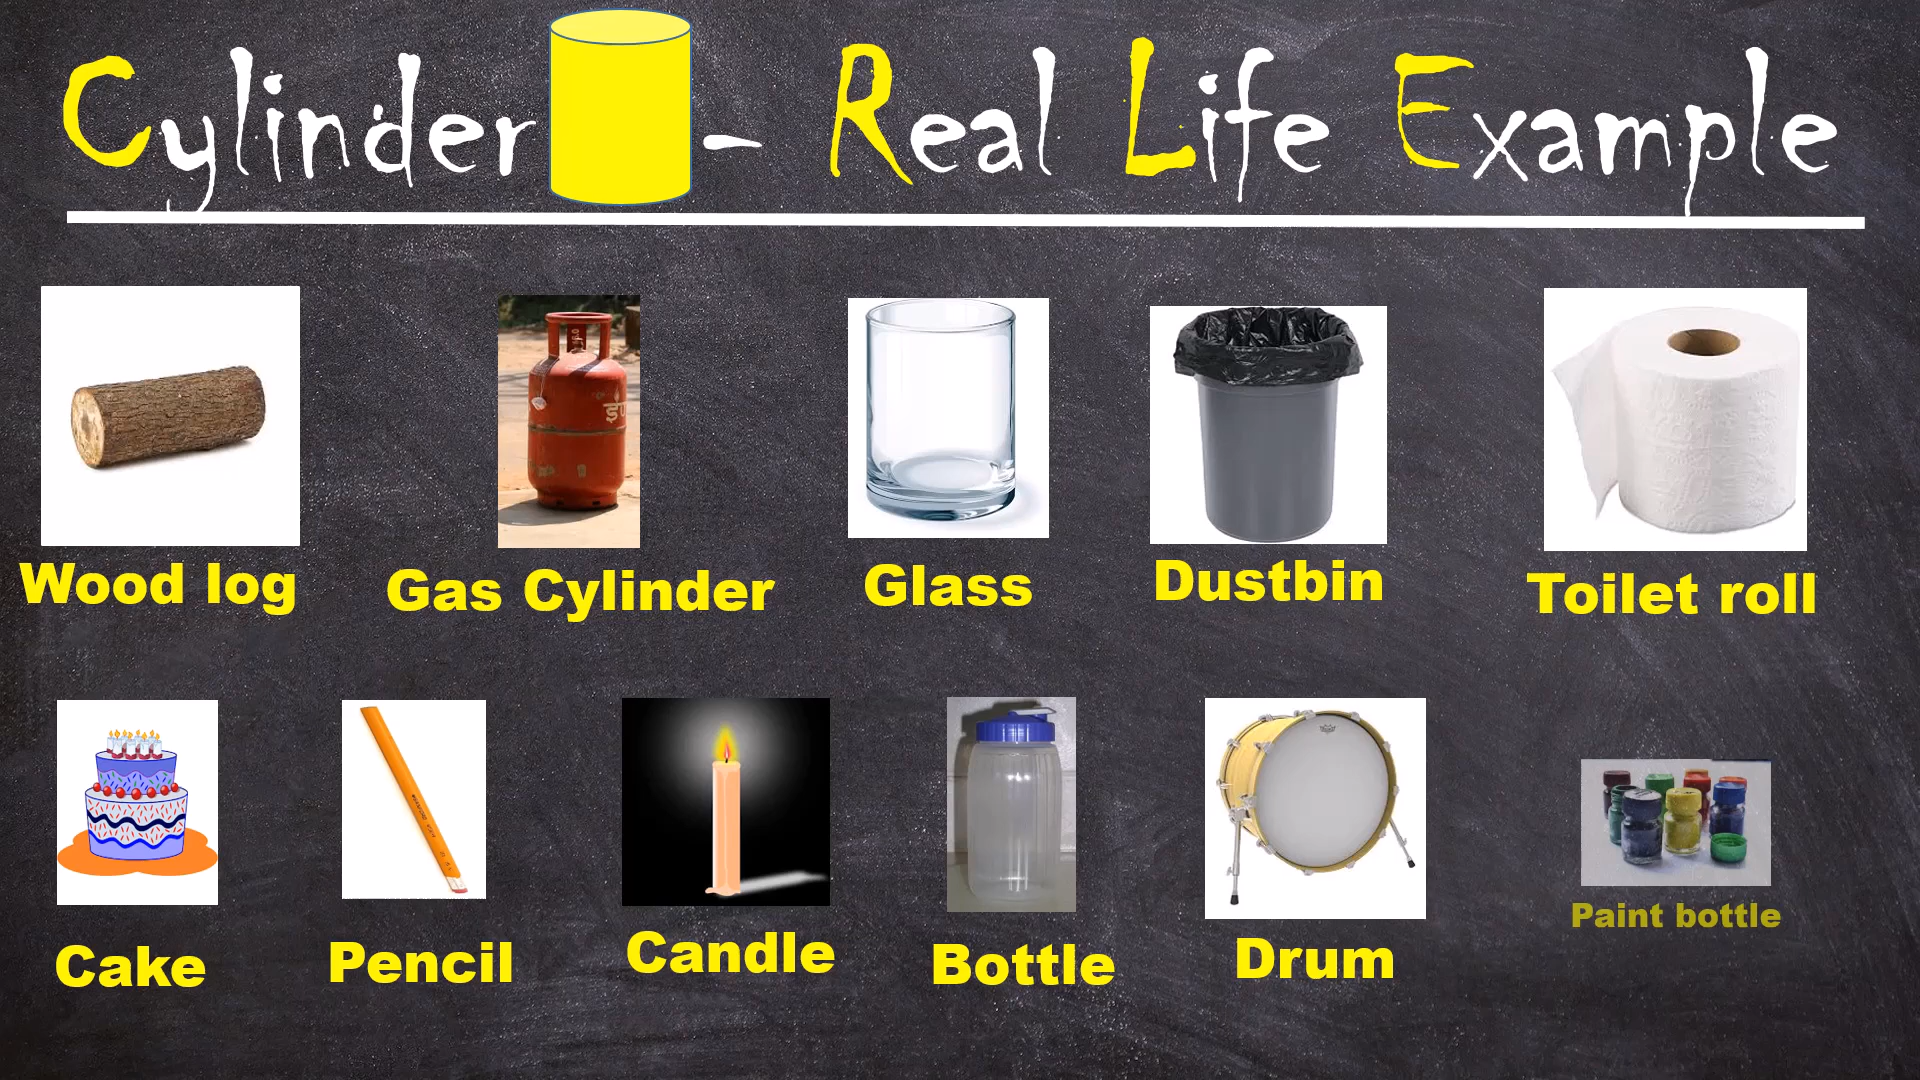 Cylinder - Real Life Example
Wood log
Gas Cylinder
Glass
Dustbin
Toilet roll
Cake
Pencil
Candle
Bottle
Drum
Paint bottle